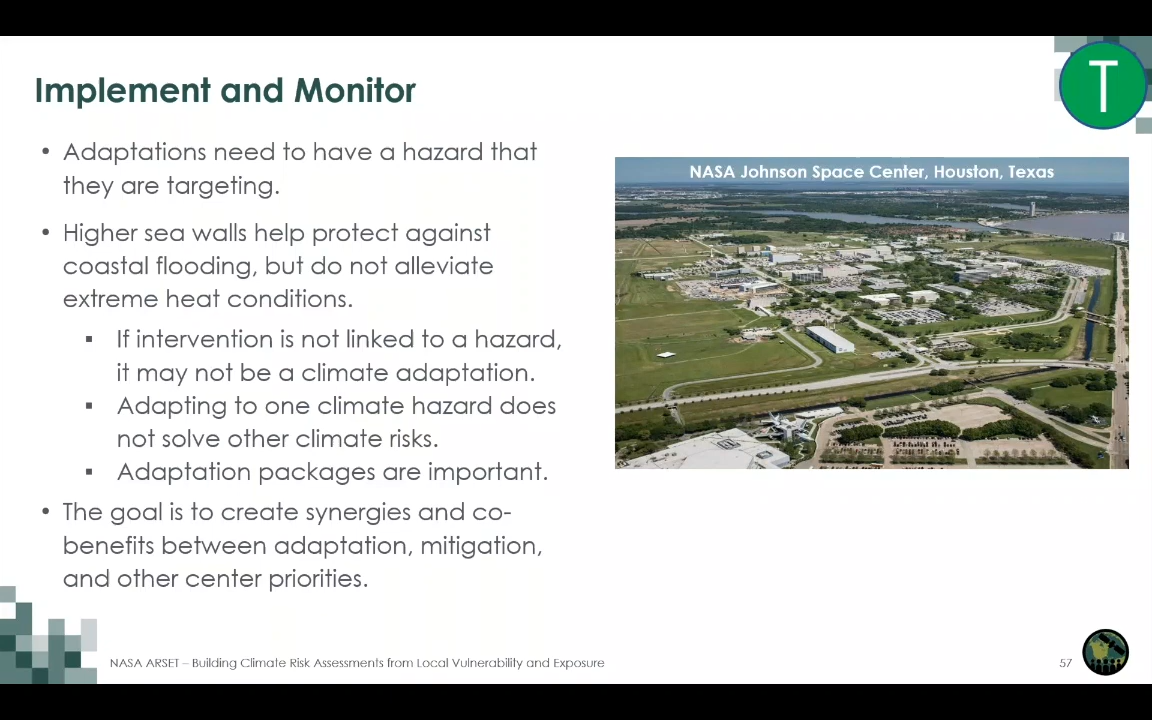 Implement and Monitor
T
• Adaptations need to have a hazard that
they are targeting.
• Higher sea walls help protect against
coastal flooding, but do not alleviate
extreme heat conditions.
▪ If intervention is not linked to a hazard,
it may not be a climate adaptation.
▪ Adapting to one climate hazard does
not solve other climate risks.
▪ Adaptation packages are important.
• The goal is to create synergies and co-
benefits between adaptation, mitigation,
and other center priorities.
NASA Johnson Space Center, Houston, Texas
NASA ARSET – Building Climate Risk Assessments from Local Vulnerability and Exposure
57